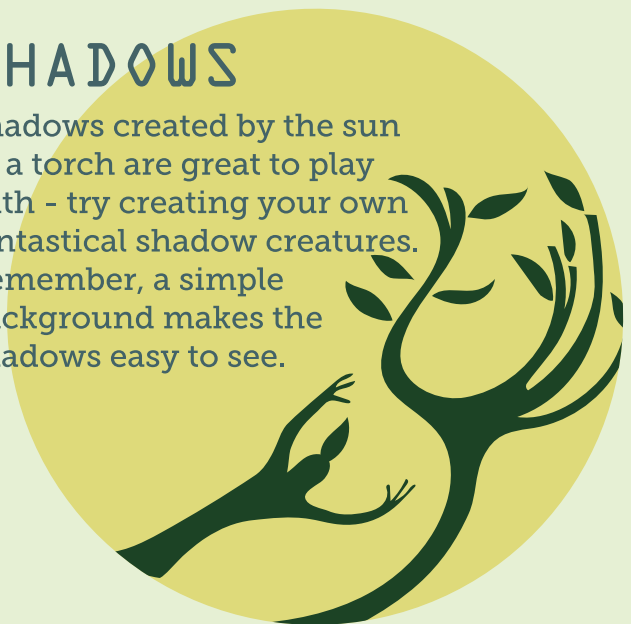 HADOWS
hadows created by the sun
a torch are great to play
th - try creating your own
ntastical shadow creatures.
emember, a simple
ckground makes the
adows easy to see.